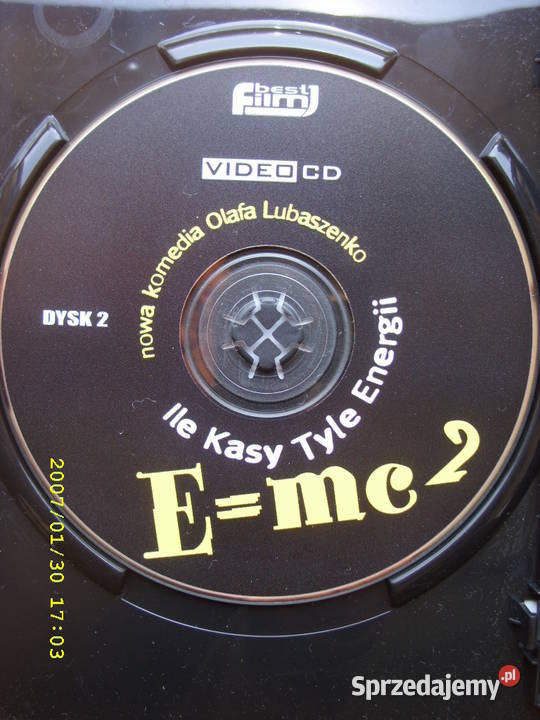 best
film
VIDEO CD
nowa komedia Olafa Lubaszenko
DYSK 2
Ile Kasy Tyle Energii
E=mc2
2007/01/30 17:03
Sprzedajemy.pl